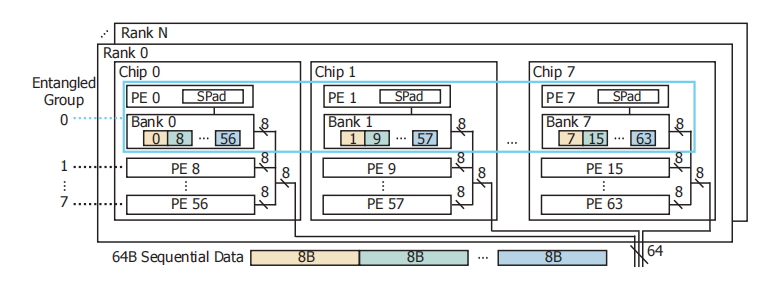 Rank N
Rank 0
Chip 0
Chip 1
Chip 7
Entangled
Group
0
1
⋮
7
PE 0
SPad
Bank 0
0 8 ··· 56
8
PE 8
8
⋮
PE 56
8
8
PE 1
SPad
Bank 1
1 9 ··· 57
8
PE 9
8
⋮
PE 57
8
8
...
PE 7
SPad
Bank 7
7 15 ··· 63
8
PE 15
8
⋮
PE 63
8
8
64
64B Sequential Data
8B 8B ··· 8B